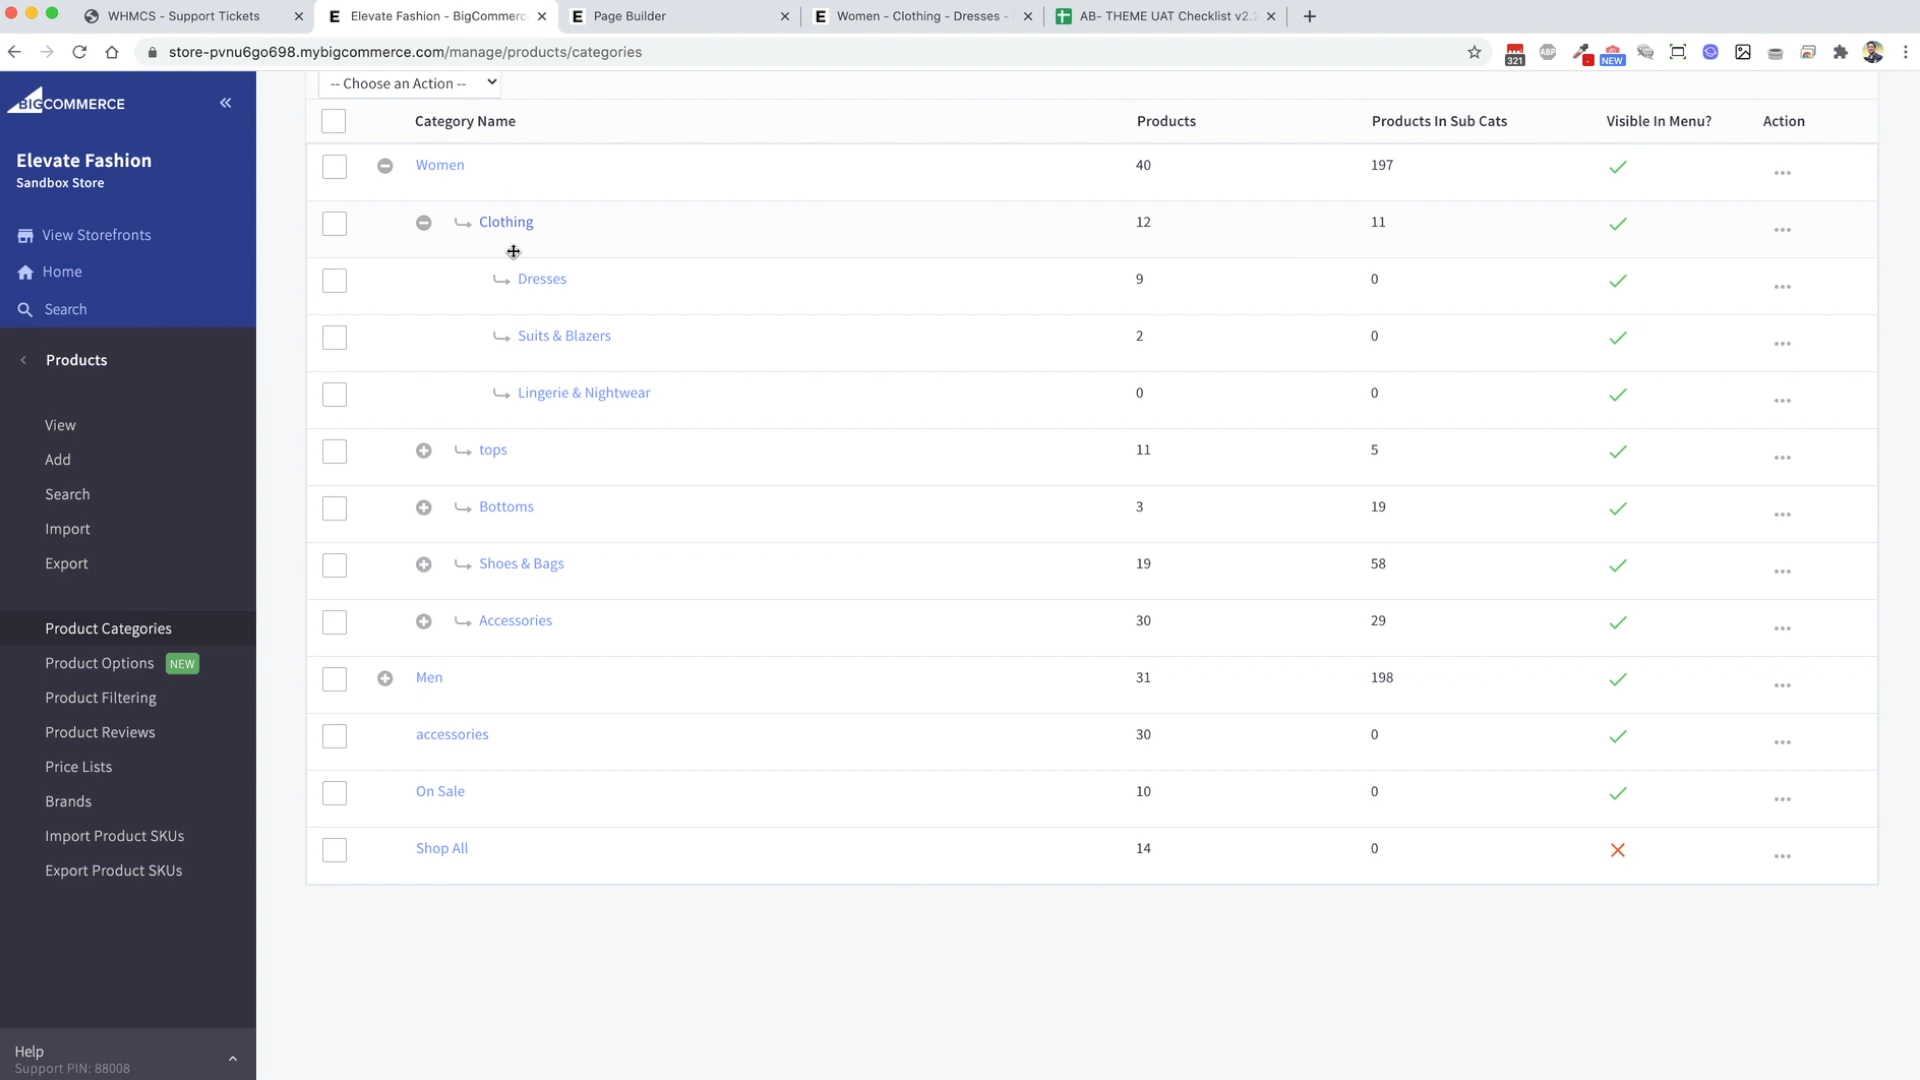 WHMCS - Support Tickets
Elevate Fashion - BigCommerc
Page Builder
Women - Clothing - Dresses -
AB- THEME UAT Checklist v2.
store-pvnu6go698.mybigcommerce.com/manage/products/categories
321
ABP
NEW
BIGCOMMERCE
Elevate Fashion
Sandbox Store
View Storefronts
Home
Search
Products
View
Add
Search
Import
Export
Product Categories
Product Options NEW
Product Filtering
Product Reviews
Price Lists
Brands
Import Product SKUs
Export Product SKUs
Help
Support PIN: 88008
-- Choose an Action --
Category Name Products Products In Sub Cats Visible In Menu? Action
Women 40 197
Clothing 12 11
Dresses 9 0
Suits & Blazers 2 0
Lingerie & Nightwear 0 0
tops 11 5
Bottoms 3 19
Shoes & Bags 19 58
Accessories 30 29
Men 31 198
accessories 30 0
On Sale 10 0
Shop All 14 0